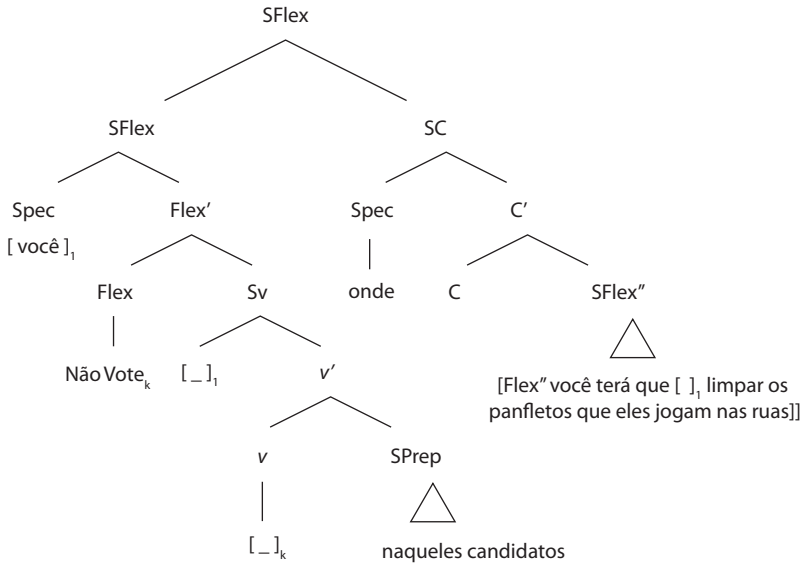 SFlex
SFlex SC
Spec Flex’ Spec C’
[ você ]₁
Flex Sv onde C SFlex”
Não Voteₖ [ _ ]₁ v’ [Flex” você terá que [ ]₁ limpar os
panfletos que eles jogam nas ruas]]
v SPrep
[ _ ]ₖ naqueles candidatos